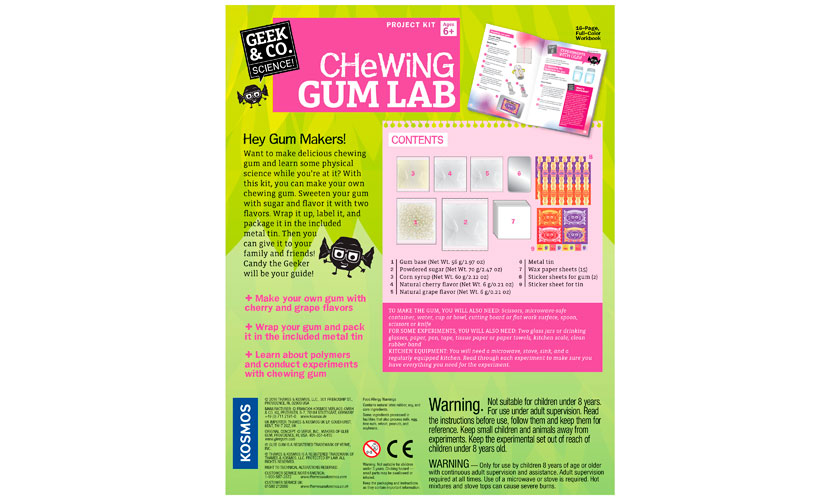 PROJECT KIT
Ages
6+
GEEK
& CO.
SCIENCE!
CHeWiNG
GUM LAB
16-Page,
Full-Color
Workbook
Hey Gum Makers!
Want to make delicious chewing
gum and learn some physical
science while you're at it? With
this kit, you can make your own
chewing gum. Sweeten your gum
with sugar and flavor it with two
flavors. Wrap it up, label it, and
package it in the included
metal tin. Then you
can give it to your
family and friends!
Candy the Geeker
will be your guide!
+ Make your own gum with
cherry and grape flavors
+ Wrap your gum and pack
it in the included metal tin
+ Learn about polymers
and conduct experiments
with chewing gum
CONTENTS
3
4
5
6
8
1
2
7
9
1 Gum base (Net Wt. 56 g/1.97 oz)
2 Powdered sugar (Net Wt. 70 g/2.47 oz)
3 Corn syrup (Net Wt. 60 g/2.12 oz)
4 Natural cherry flavor (Net Wt. 6 g/0.21 oz)
5 Natural grape flavor (Net Wt. 6 g/0.21 oz)
6 Metal tin
7 Wax paper sheets (15)
8 Sticker sheets for gum (2)
9 Sticker sheet for tin
TO MAKE THE GUM, YOU WILL ALSO NEED: Scissors, microwave safe
container, water, cup or bowl, cutting board or flat work surface, spoon,
scissors or knife
FOR SOME EXPERIMENTS, YOU WILL ALSO NEED: Two glass jars or drinking
glasses, paper, pen, tape, tissue paper or paper towels, kitchen scale, clean
rubber band
KITCHEN EQUIPMENT: You will need a microwave, stove, sink, and a
regularly equipped kitchen. Read through each experiment to make sure you
have everything you need for the experiment.
KOSMOS
CE
Warning. Not suitable for children under 8 years.
For use under adult supervision. Read
the instructions before use, follow them and keep them for
reference. Keep small children and animals away from
experiments. Keep the experimental set out of reach of
children under 8 years old.
WARNING — Only for use by children 8 years of age or older
with continuous adult supervision and assistance. Adult supervision
required at all times. Use of a microwave or stove is required. Hot
mixtures and stove tops can cause severe burns.